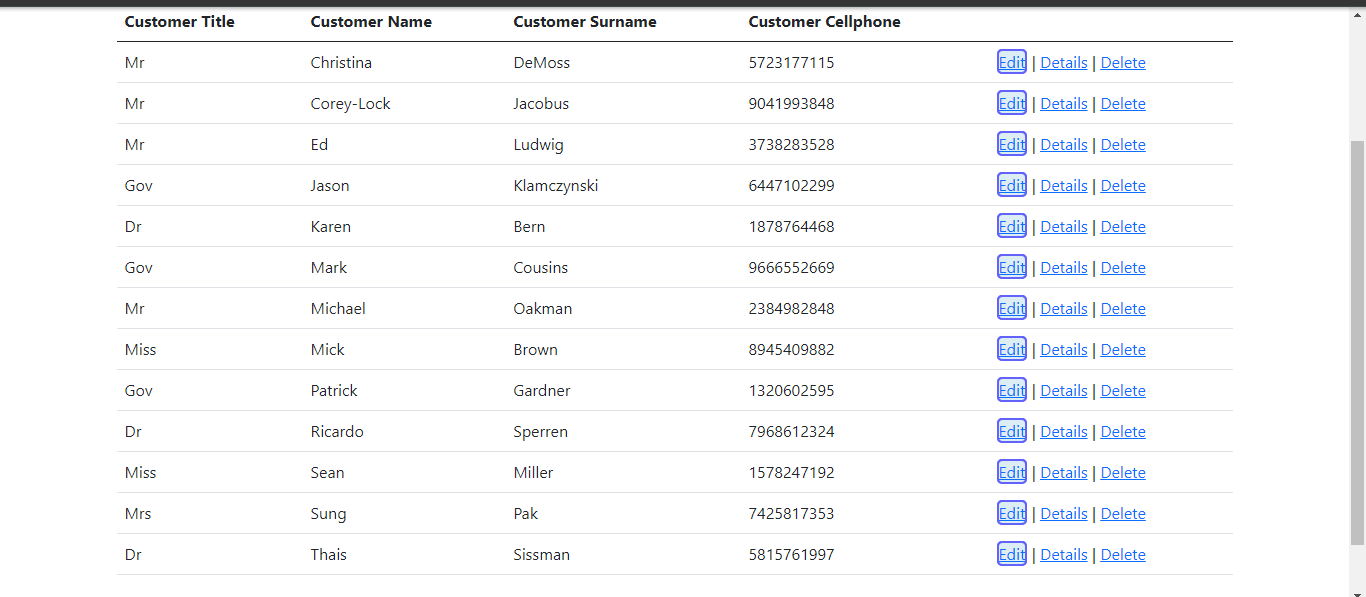 Customer Title Customer Name Customer Surname Customer Cellphone
Mr Christina DeMoss 5723177115 Edit | Details | Delete
Mr Corey-Lock Jacobus 9041993848 Edit | Details | Delete
Mr Ed Ludwig 3738283528 Edit | Details | Delete
Gov Jason Klamczynski 6447102299 Edit | Details | Delete
Dr Karen Bern 1878764468 Edit | Details | Delete
Gov Mark Cousins 9666552669 Edit | Details | Delete
Mr Michael Oakman 2384982848 Edit | Details | Delete
Miss Mick Brown 8945409882 Edit | Details | Delete
Gov Patrick Gardner 1320602595 Edit | Details | Delete
Dr Ricardo Sperren 7968612324 Edit | Details | Delete
Miss Sean Miller 1578247192 Edit | Details | Delete
Mrs Sung Pak 7425817353 Edit | Details | Delete
Dr Thais Sissman 5815761997 Edit | Details | Delete